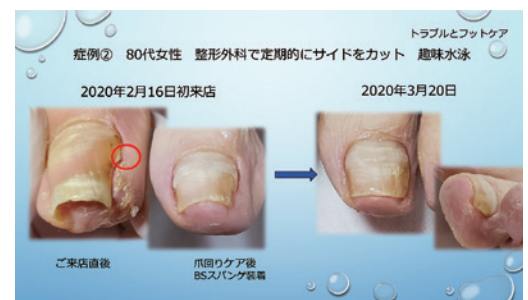 トラブルとフットケア
症例② 80代女性 整形外科で定期的にサイドをカット 趣味水泳
2020年2月16日初来店
2020年3月20日
ご来店直後
爪回りケア後
BSスパンゲ装着